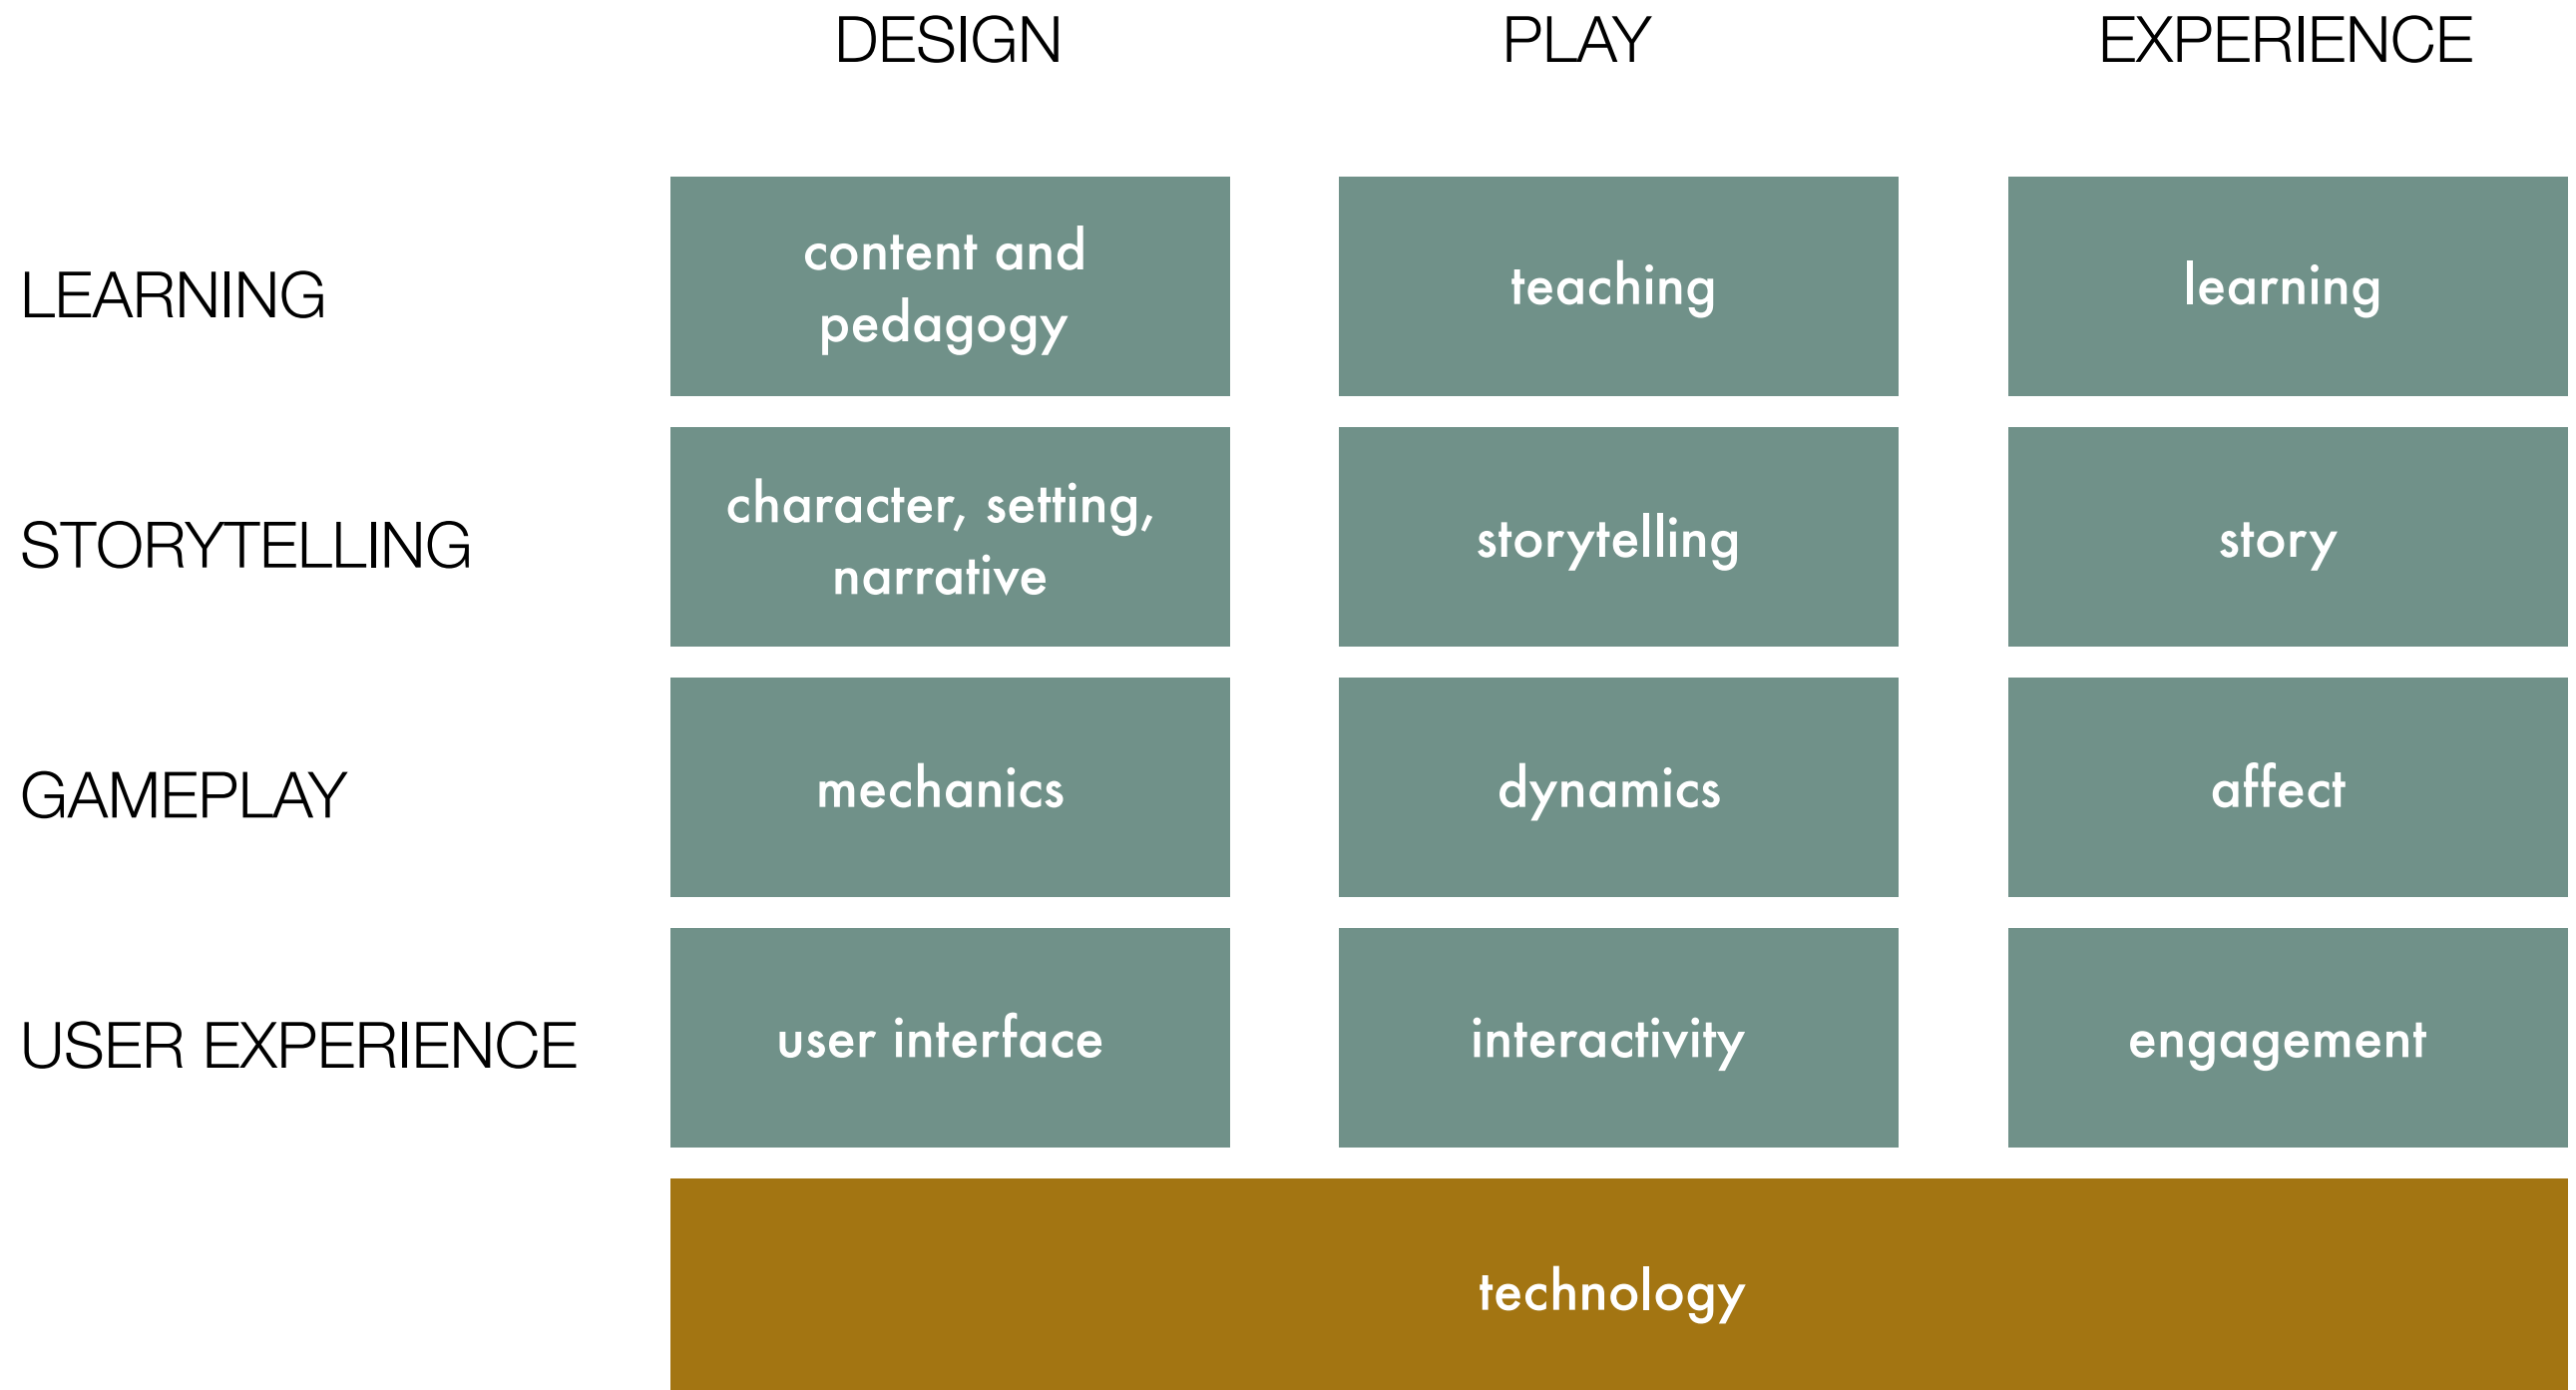 DESIGN PLAY EXPERIENCE
LEARNING
content and
pedagogy
teaching
learning
STORYTELLING
character, setting,
narrative
storytelling
story
GAMEPLAY
mechanics
dynamics
affect
USER EXPERIENCE
user interface
interactivity
engagement
technology